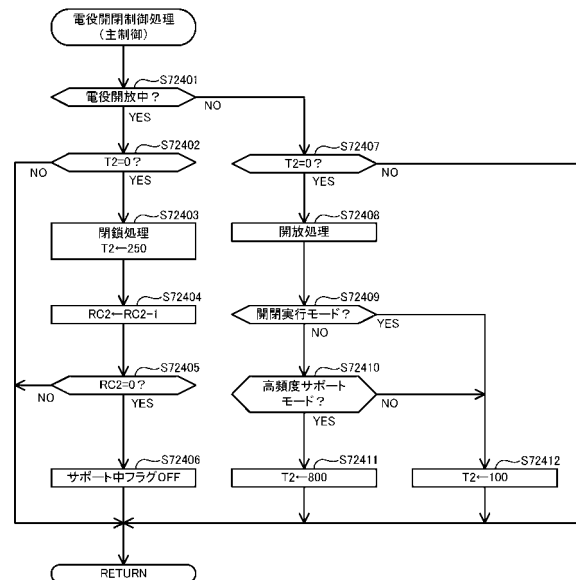 電役開閉制御処理
(主制御)
S72401
電役開放中?
NO
YES
S72402
T2=0?
NO
YES
S72403
閉鎖処理
T2←250
S72404
RC2←RC2-1
S72405
RC2=0?
NO
YES
S72406
サポート中フラグOFF
S72407
T2=0?
NO
YES
S72408
開放処理
S72409
開閉実行モード?
YES
NO
S72410
高頻度サポート
モード?
NO
YES
S72411
T2←800
S72412
T2←100
RETURN